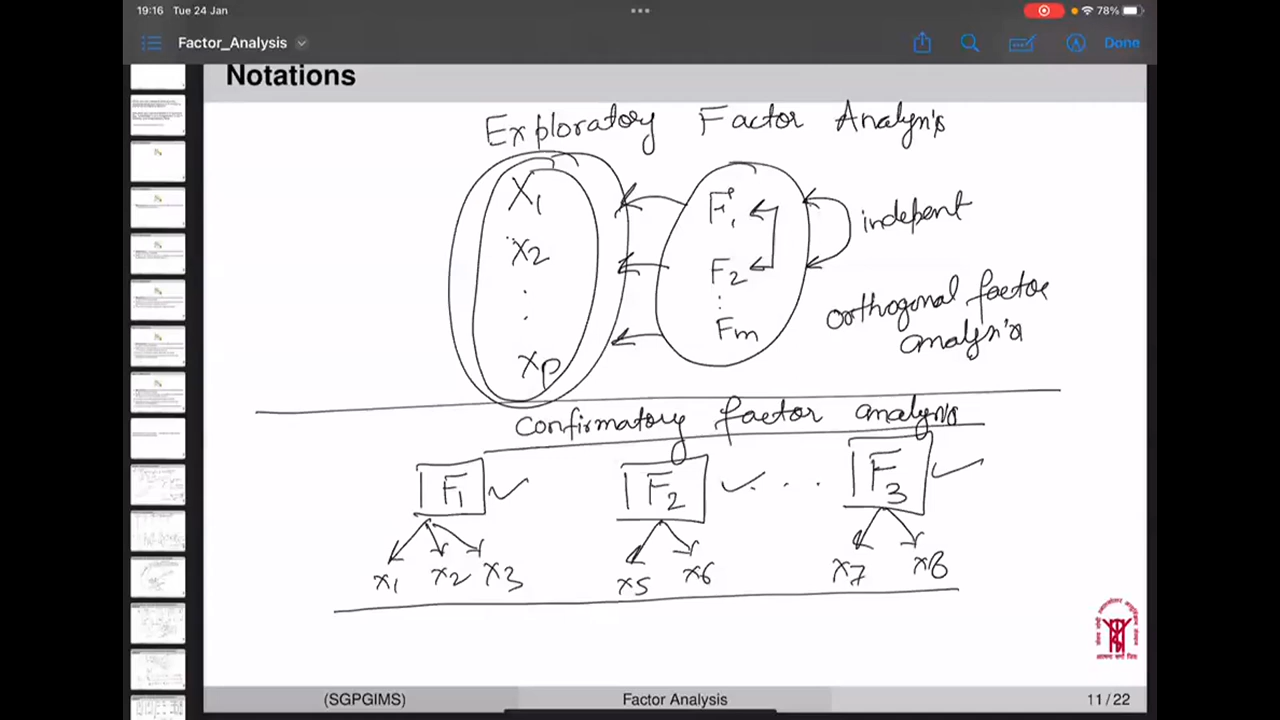 19:16 Tue 24 Jan
78%
Factor_Analysis
Done
Notations
Exploratory Factor Analysis
X1
F1
indepent
X2
F2
orthogonal factor
analysis
Fm
Xp
Confirmatory factor analysis
F1
F2
F3
x1 x2 x3 x5 x6 x7 x8
(SGPGIMS) Factor Analysis 11 / 22